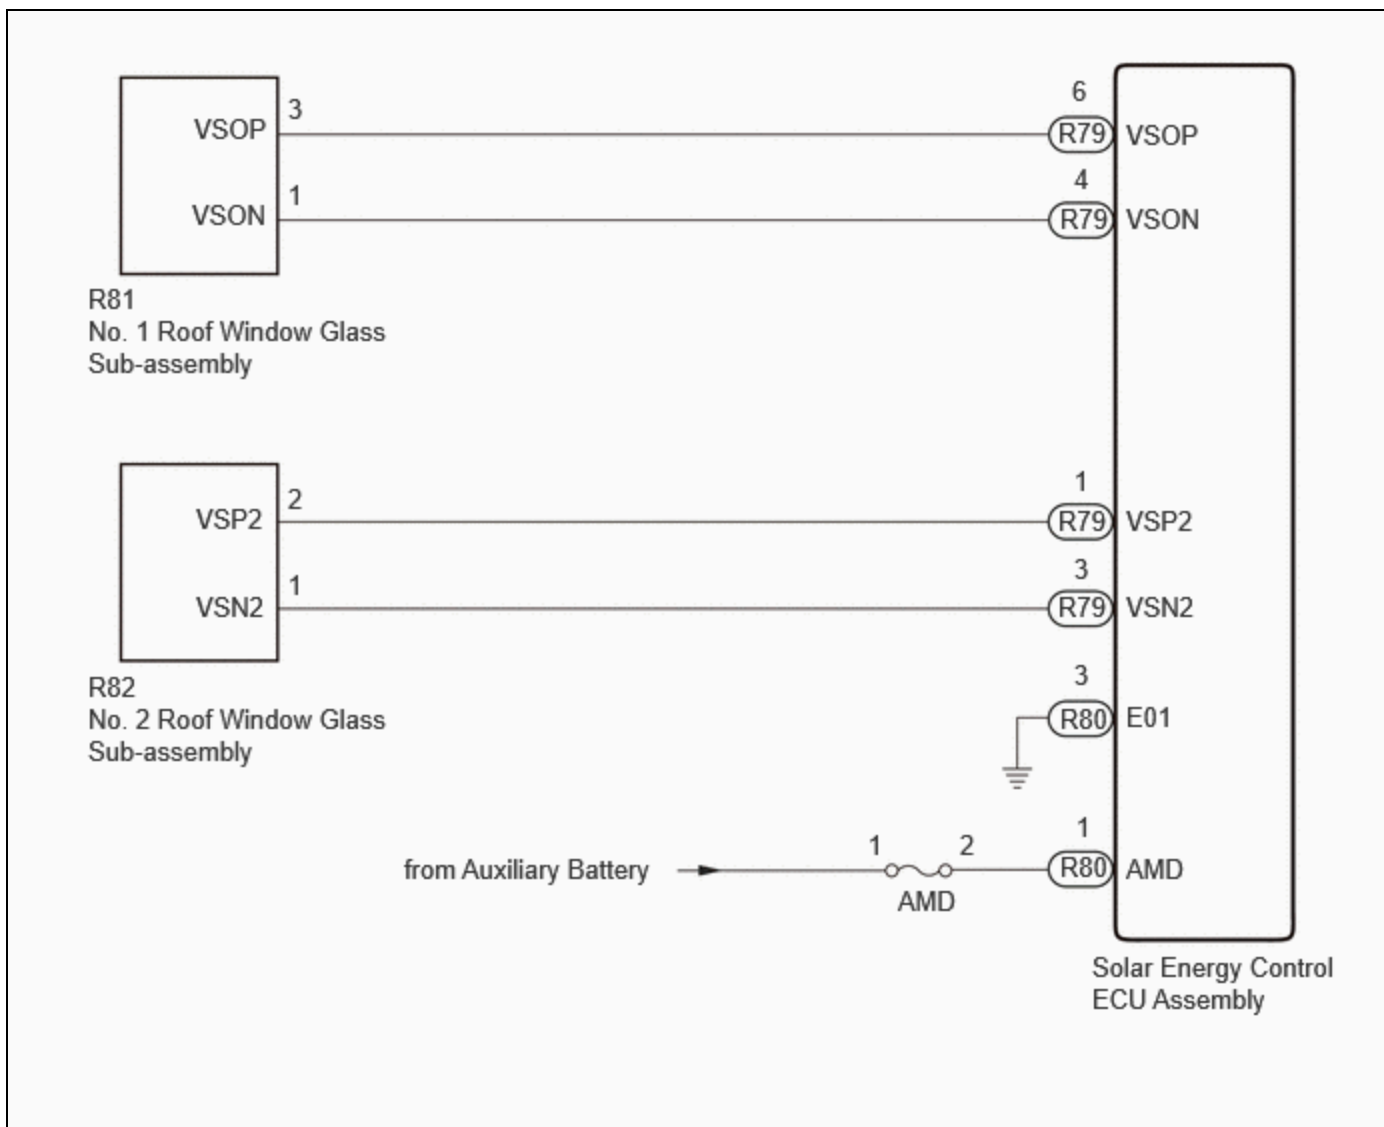 3
VSOP
6
R79
VSOP
1
VSON
4
R79
VSON
R81
No. 1 Roof Window Glass
Sub-assembly
2
VSP2
1
R79
VSP2
1
VSN2
3
R79
VSN2
R82
No. 2 Roof Window Glass
Sub-assembly
3
R80
E01
from Auxiliary Battery
1
2
AMD
1
R80
AMD
Solar Energy Control
ECU Assembly